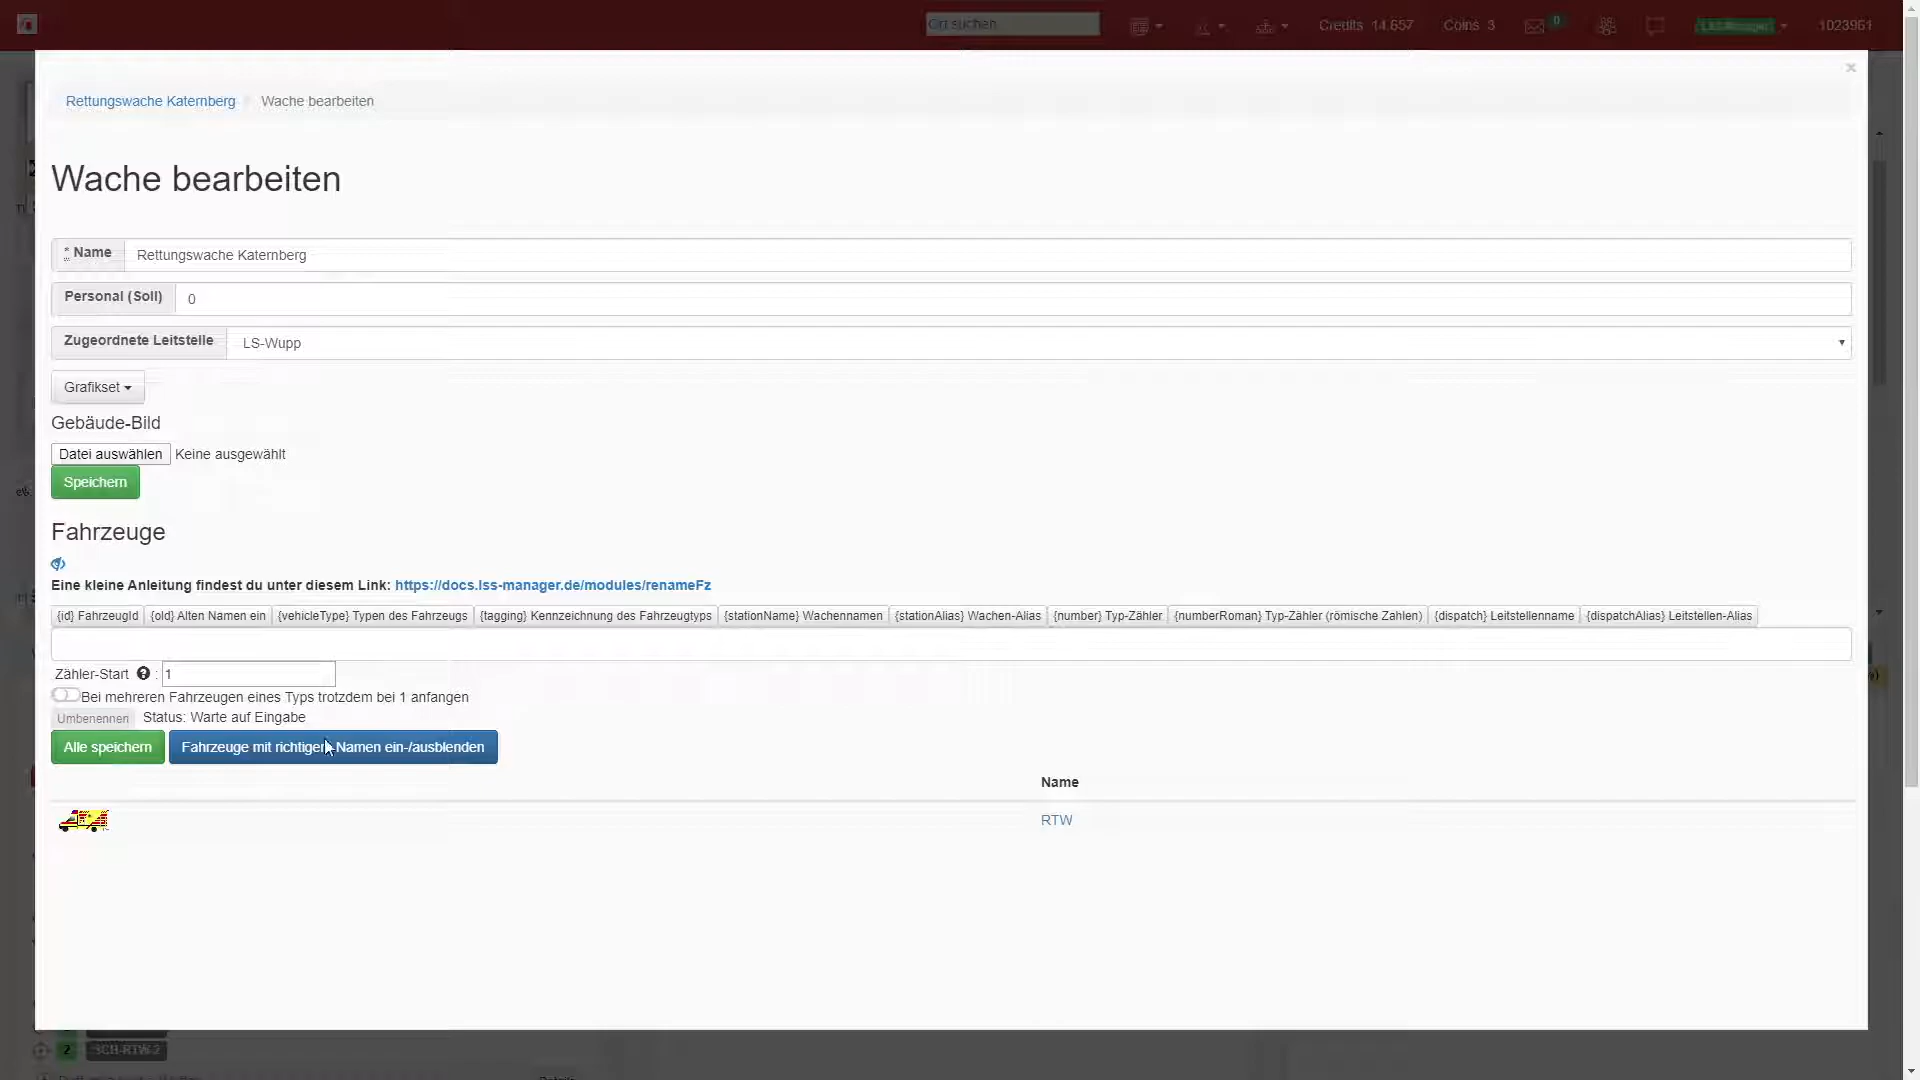 Ort suchen
Credits 14.657
Coins 3
0
1023961
×
Rettungswache Katernberg
Wache bearbeiten
Wache bearbeiten
* Name
Rettungswache Katernberg
Personal (Soll)
0
Zugeordnete Leitstelle
LS-Wupp
Grafikset
Gebäude-Bild
Datei auswählen Keine ausgewählt
Speichern
Fahrzeuge
Eine kleine Anleitung findest du unter diesem Link: https://docs.lss-manager.de/modules/renameFz
{id} FahrzeugId {old} Alten Namen ein {vehicleType} Typen des Fahrzeugs {tagging} Kennzeichnung des Fahrzeugtyps {stationName} Wachennamen {stationAlias} Wachen-Alias {number} Typ-Zähler {numberRoman} Typ-Zähler (römische Zahlen) {dispatch} Leitstellenname {dispatchAlias} Leitstellen-Alias
Zähler-Start : 1
Bei mehreren Fahrzeugen eines Typs trotzdem bei 1 anfangen
Umbenennen Status: Warte auf Eingabe
Alle speichern Fahrzeuge mit richtigen Namen ein-/ausblenden
Name
RTW
2